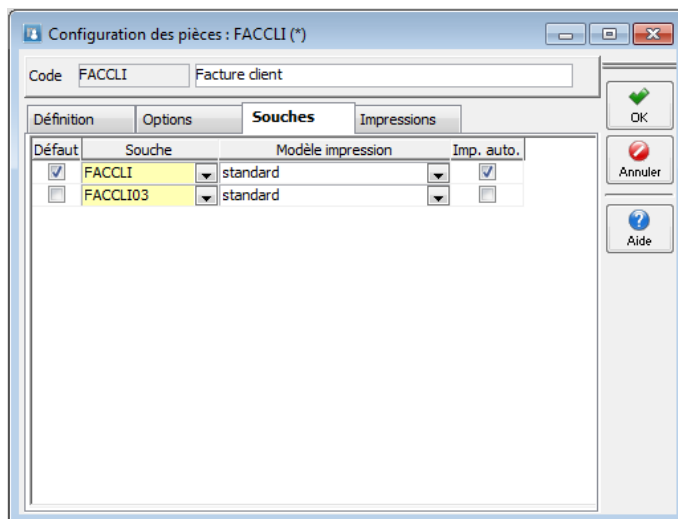 Configuration des pièces : FACCLI (*)
Code FACCLI Facture client
OK
Définition Options Souches Impressions
Défaut Souche Modèle impression Imp. auto.
Annuler
FACCLI standard
FACCLI03 standard
Aide